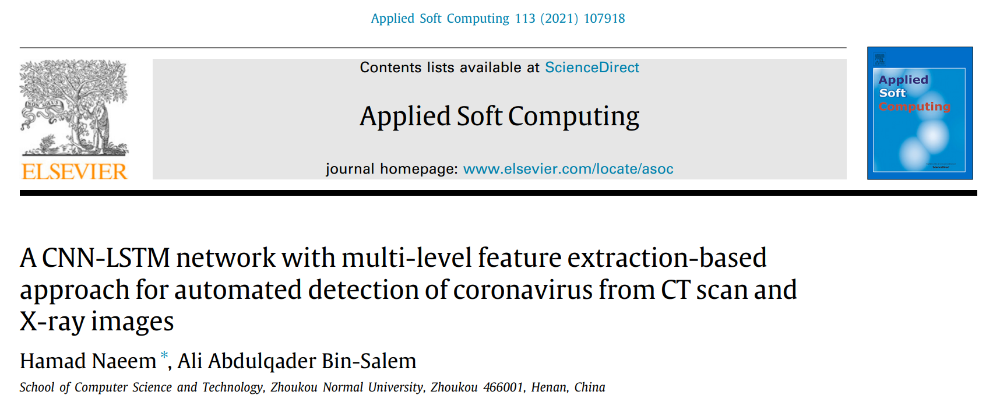 Applied Soft Computing 113 (2021) 107918
Contents lists available at ScienceDirect
Applied Soft Computing
journal homepage: www.elsevier.com/locate/asoc
NON SOLUS
ELSEVIER
Applied
Soft
Computing
ScienceDirect
A CNN-LSTM network with multi-level feature extraction-based
approach for automated detection of coronavirus from CT scan and
X-ray images
Hamad Naeem *, Ali Abdulqader Bin-Salem
School of Computer Science and Technology, Zhoukou Normal University, Zhoukou 466001, Henan, China